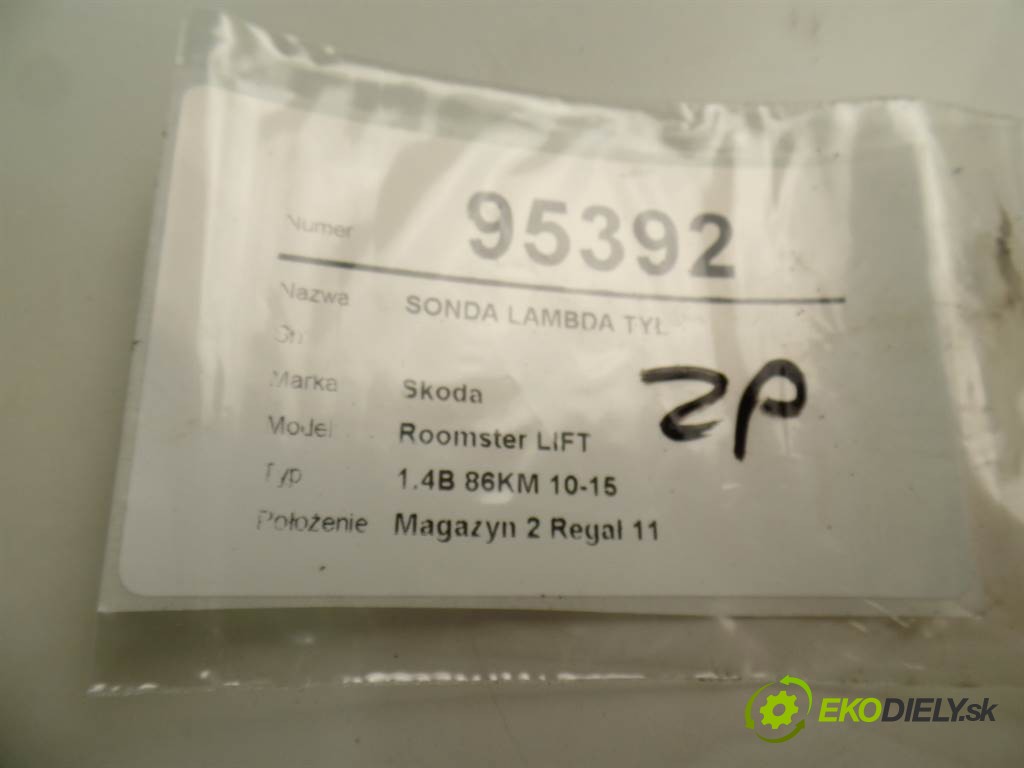 Numer 95392
Nazwa SONDA LAMBDA TYŁ
Marka Skoda
ZP
Model Roomster LIFT
Typ 1.4B 86KM 10-15
Położenie Magazyn 2 Regał 11
EKODIELY.sk